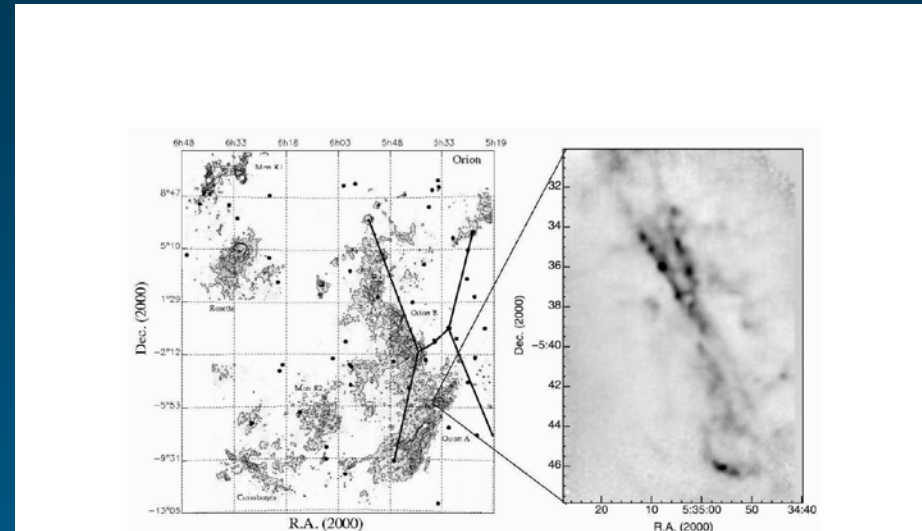 6h48 6h33 6h18 6h03 5h48 5h33 5h19
Orion
Mon R1
8°47
5°10
1°29
-2°12
-5°53
-9°31
-13°05
Rosette
Orion B
Mon R2
Orion A
Crossbones
Dec. (2000)
R.A. (2000)
32
34
36
38
-5:40
42
44
46
Dec. (2000)
20 10 5:35:00 50 34:40
R.A. (2000)